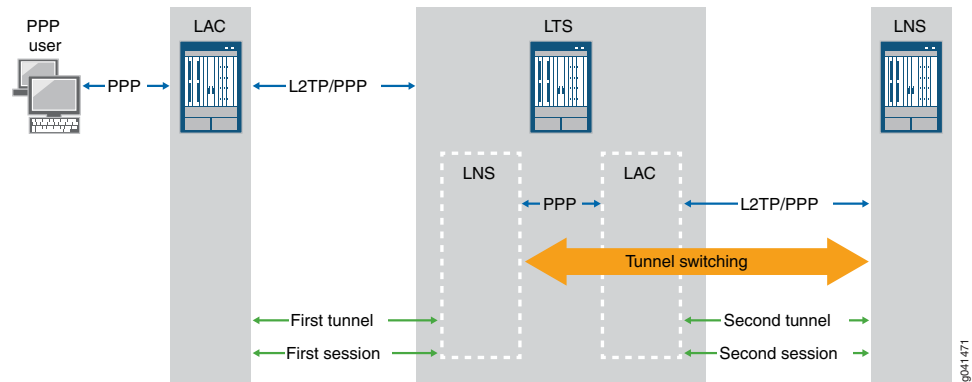 PPP
user
LAC
LTS
LNS
PPP
L2TP/PPP
LNS
LAC
PPP
L2TP/PPP
Tunnel switching
First tunnel
Second tunnel
First session
Second session
g041471